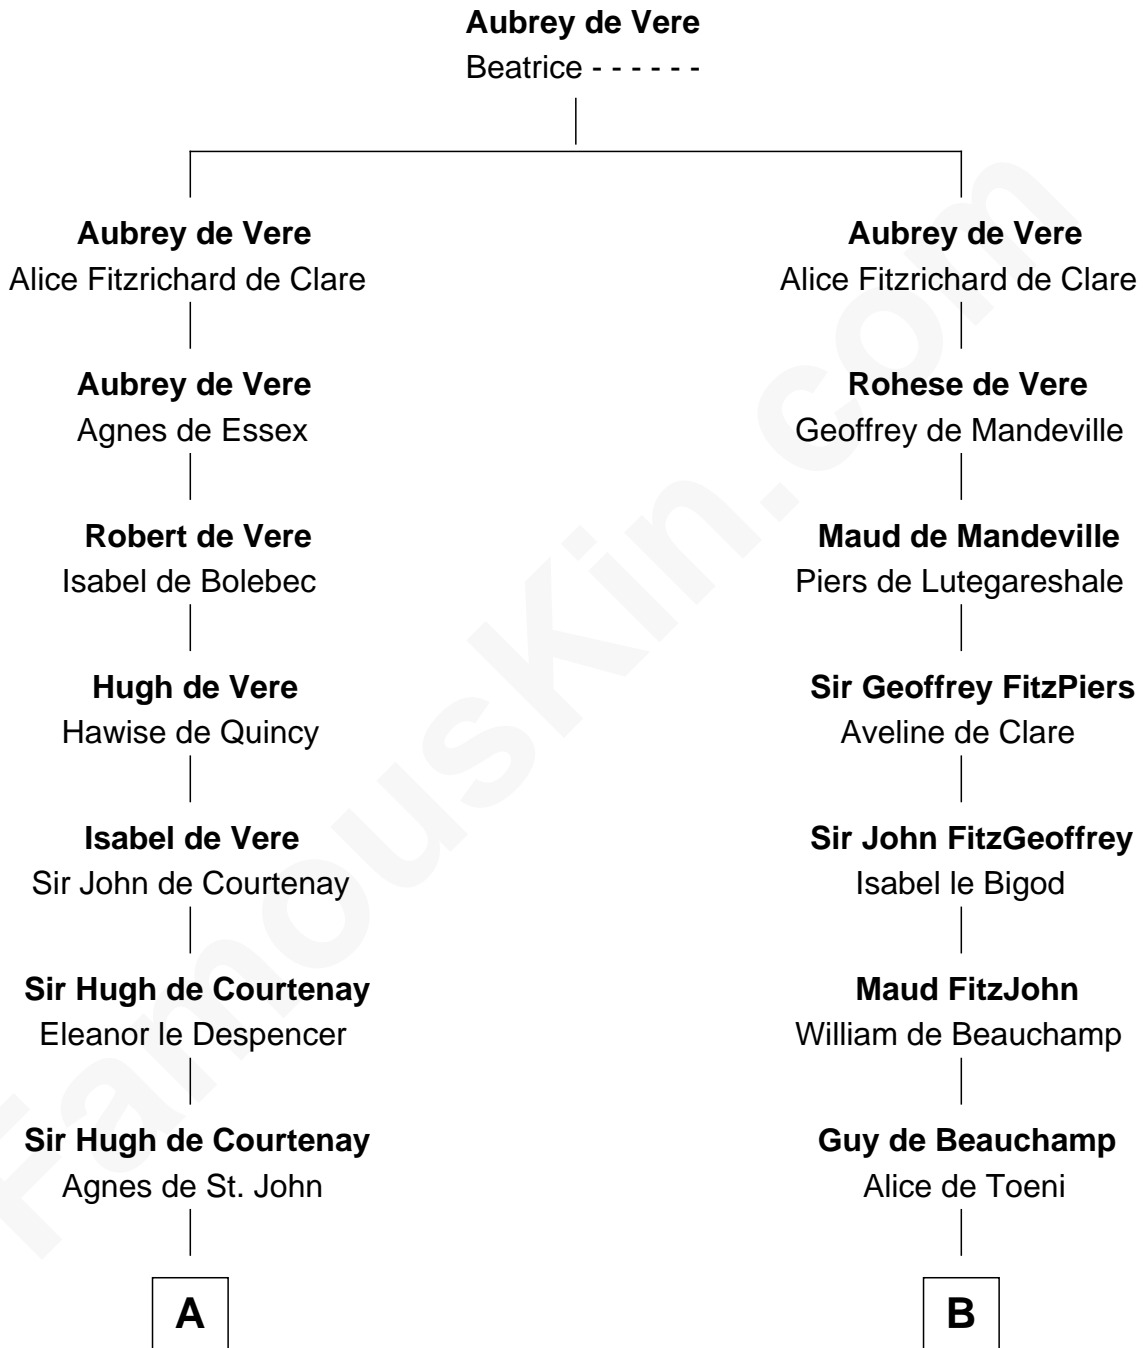 Aubrey de Vere
Beatrice - - - - - -
Aubrey de Vere
Alice Fitzrichard de Clare
Aubrey de Vere
Agnes de Essex
Robert de Vere
Isabel de Bolebec
Hugh de Vere
Hawise de Quincy
Isabel de Vere
Sir John de Courtenay
Sir Hugh de Courtenay
Eleanor le Despencer
Sir Hugh de Courtenay
Agnes de St. John
A
Aubrey de Vere
Alice Fitzrichard de Clare
Rohese de Vere
Geoffrey de Mandeville
Maud de Mandeville
Piers de Lutegareshale
Sir Geoffrey FitzPiers
Aveline de Clare
Sir John FitzGeoffrey
Isabel le Bigod
Maud FitzJohn
William de Beauchamp
Guy de Beauchamp
Alice de Toeni
B
FamousKin.com